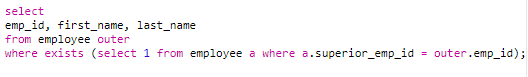 select
emp_id, first_name, last_name
from employee outer
where exists (select 1 from employee a where a.superior_emp_id = outer.emp_id);